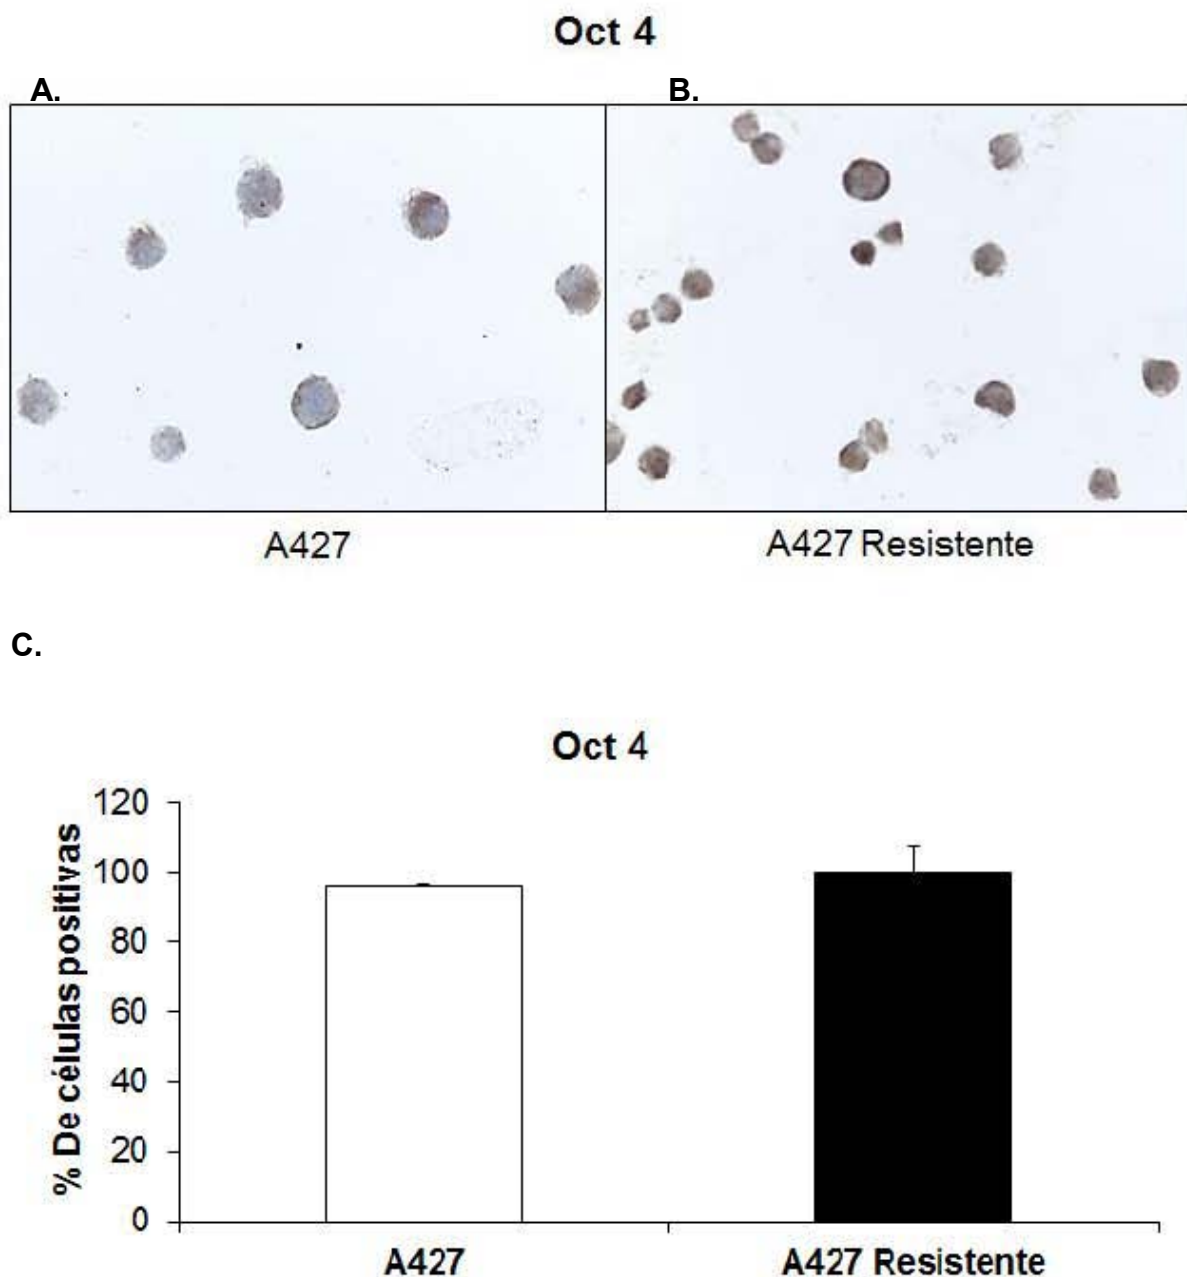 Oct 4
A. B.
A427 A427 Resistente
C.
Oct 4
% De células positivas
120
100
80
60
40
20
0
A427 A427 Resistente